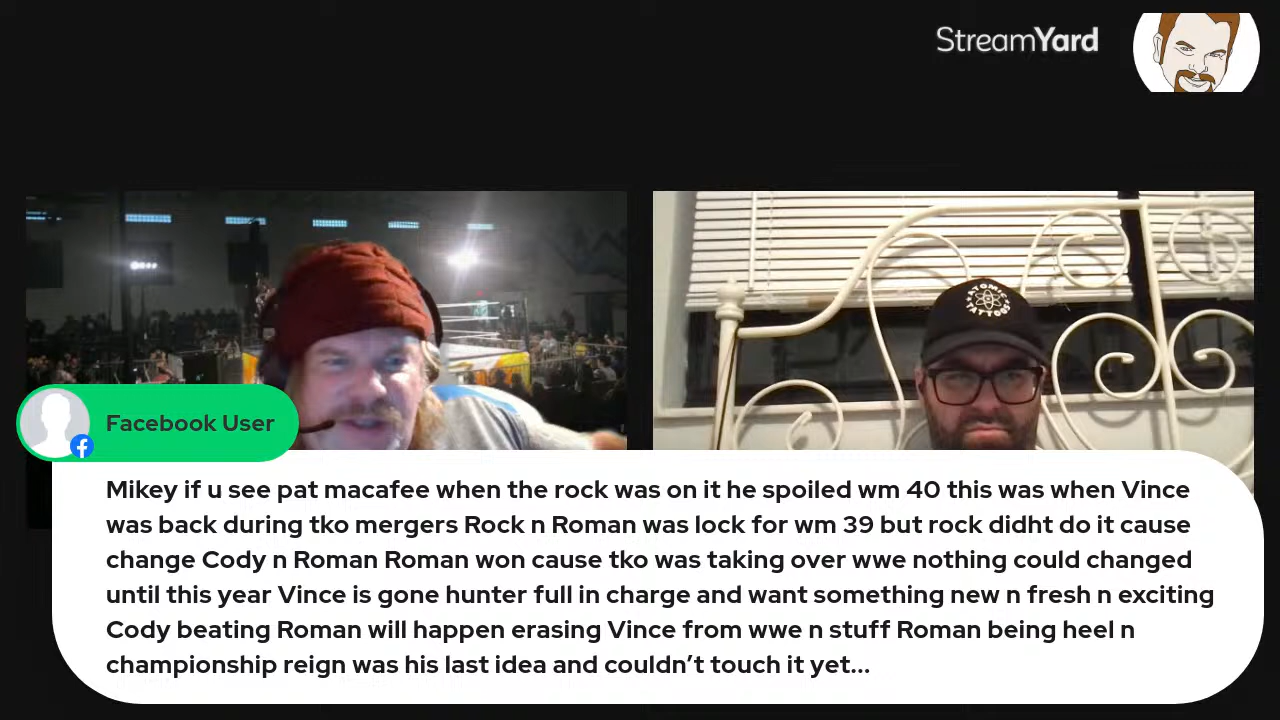 StreamYard
ATOMIC
TATTOOS
Facebook User
Mikey if u see pat macafee when the rock was on it he spoiled wm 40 this was when Vince
was back during tko mergers Rock n Roman was lock for wm 39 but rock didht do it cause
change Cody n Roman Roman won cause tko was taking over wwe nothing could changed
until this year Vince is gone hunter full in charge and want something new n fresh n exciting
Cody beating Roman will happen erasing Vince from wwe n stuff Roman being heel n
championship reign was his last idea and couldn’t touch it yet...